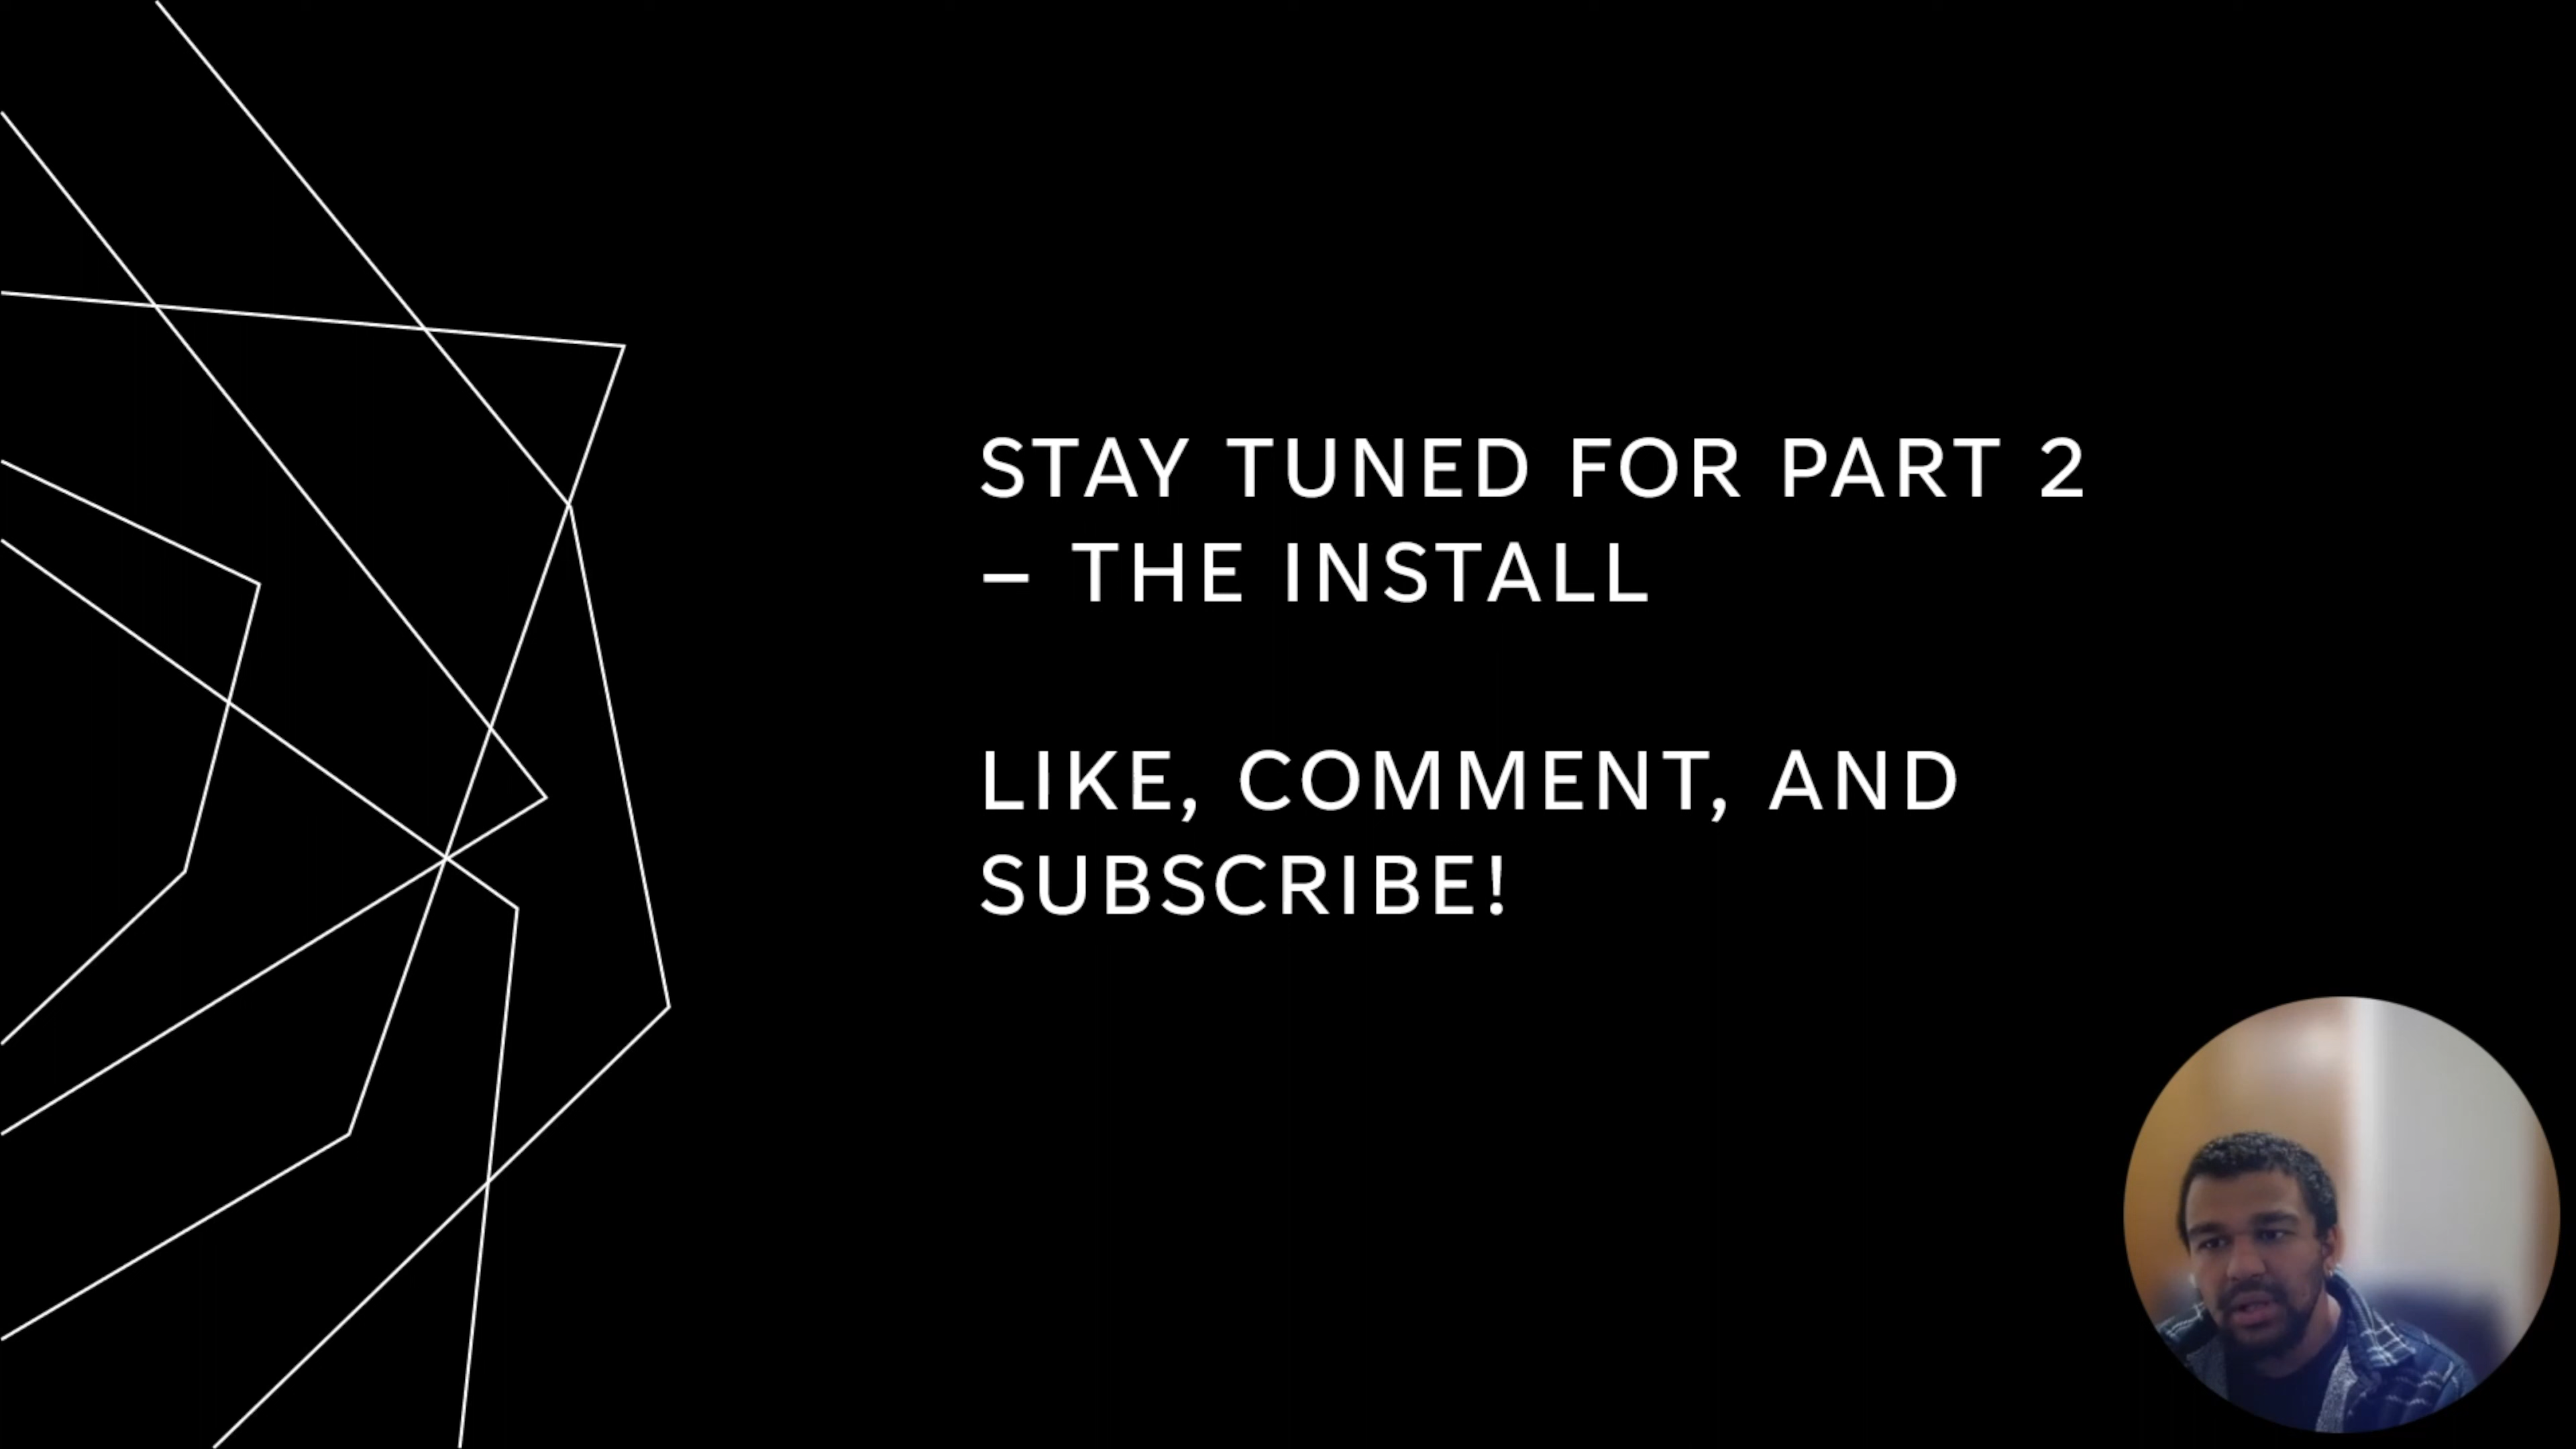 STAY TUNED FOR PART 2
– THE INSTALL
LIKE, COMMENT, AND
SUBSCRIBE!